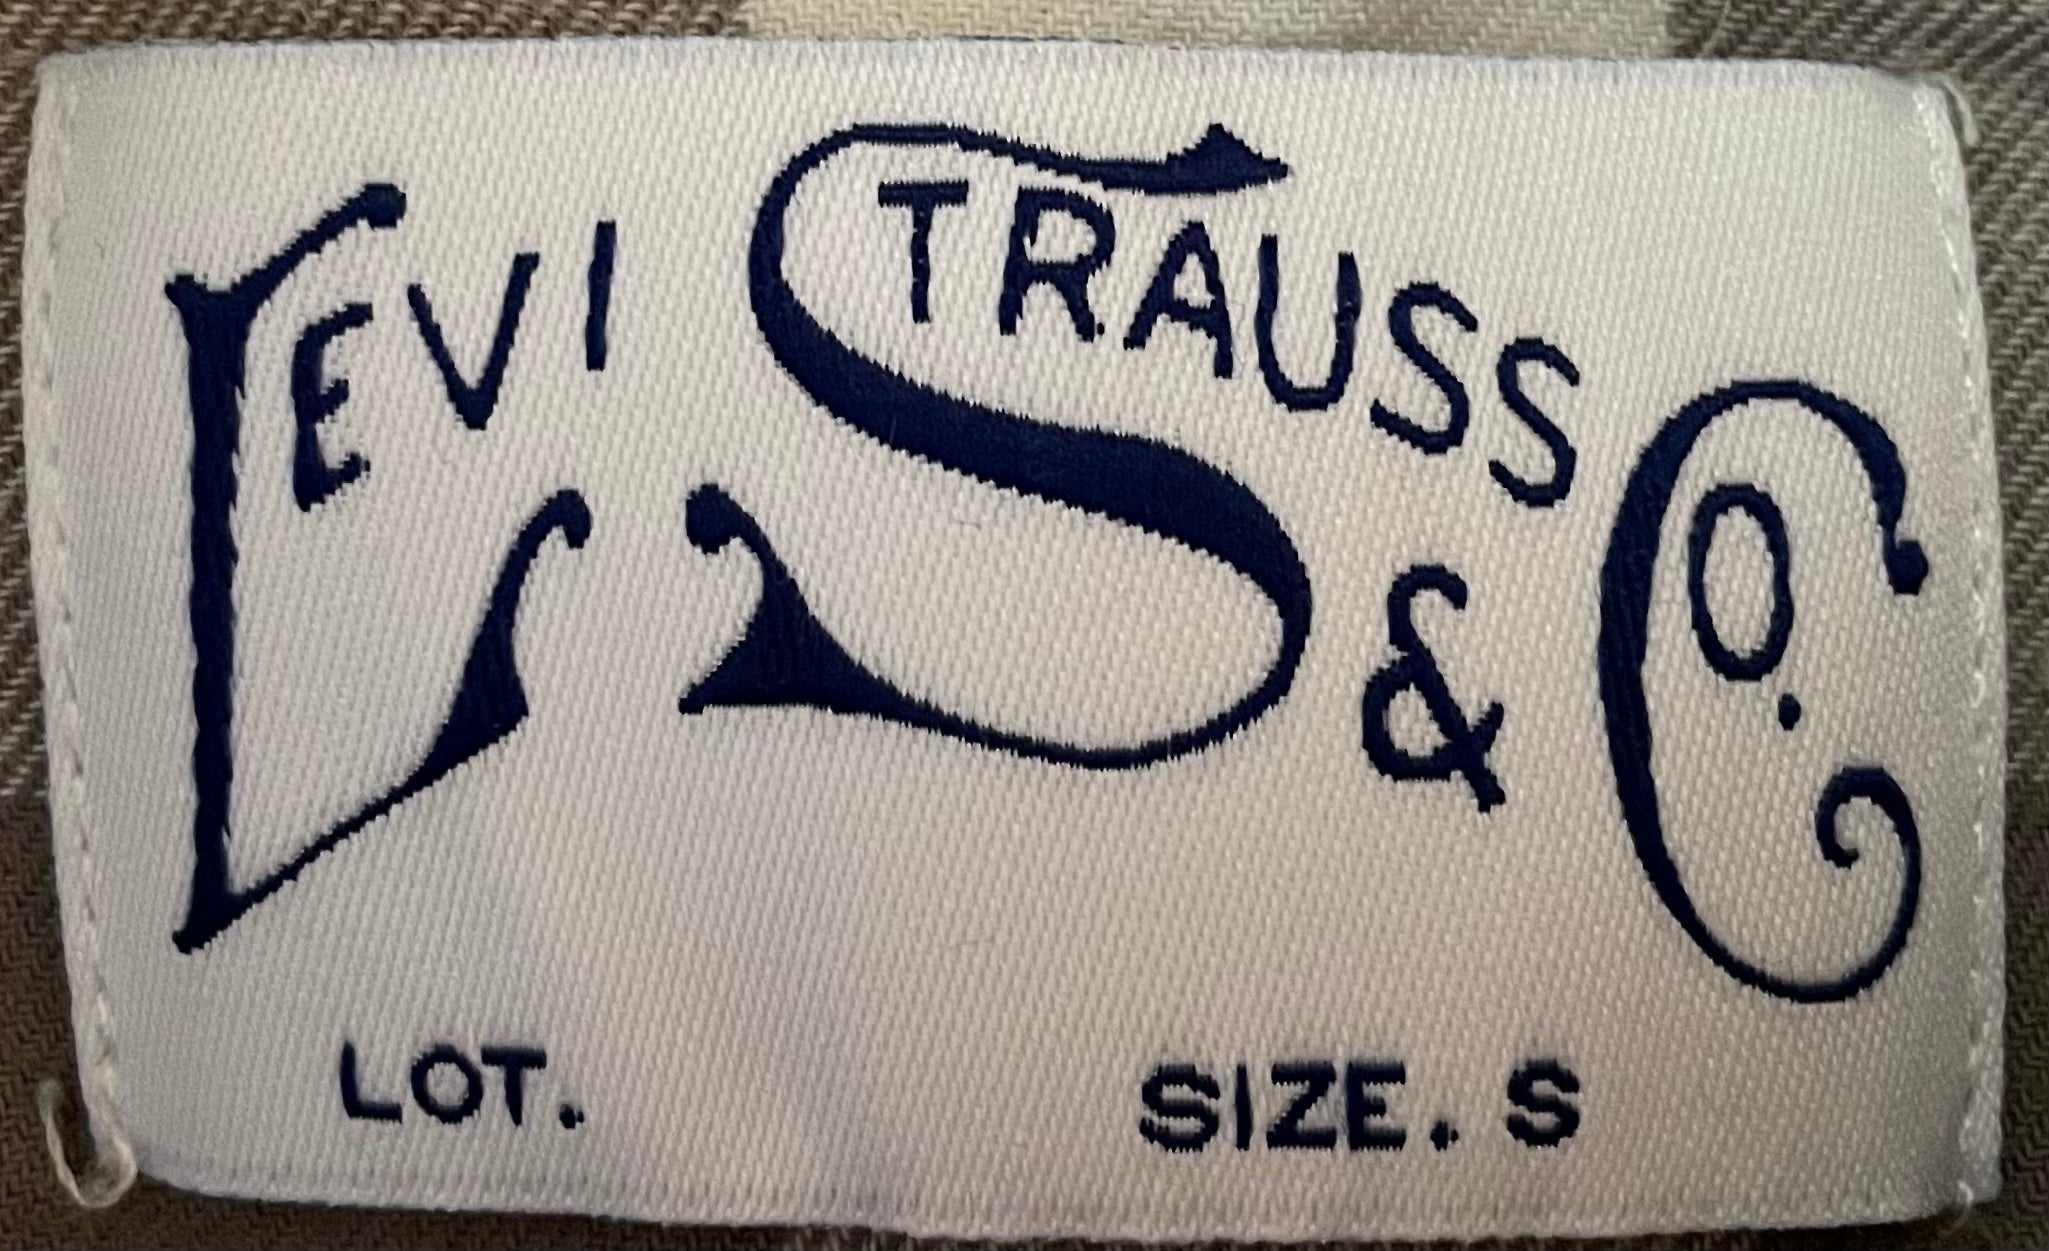 LEVI STRAUSS & CO.
LOT. SIZE. S